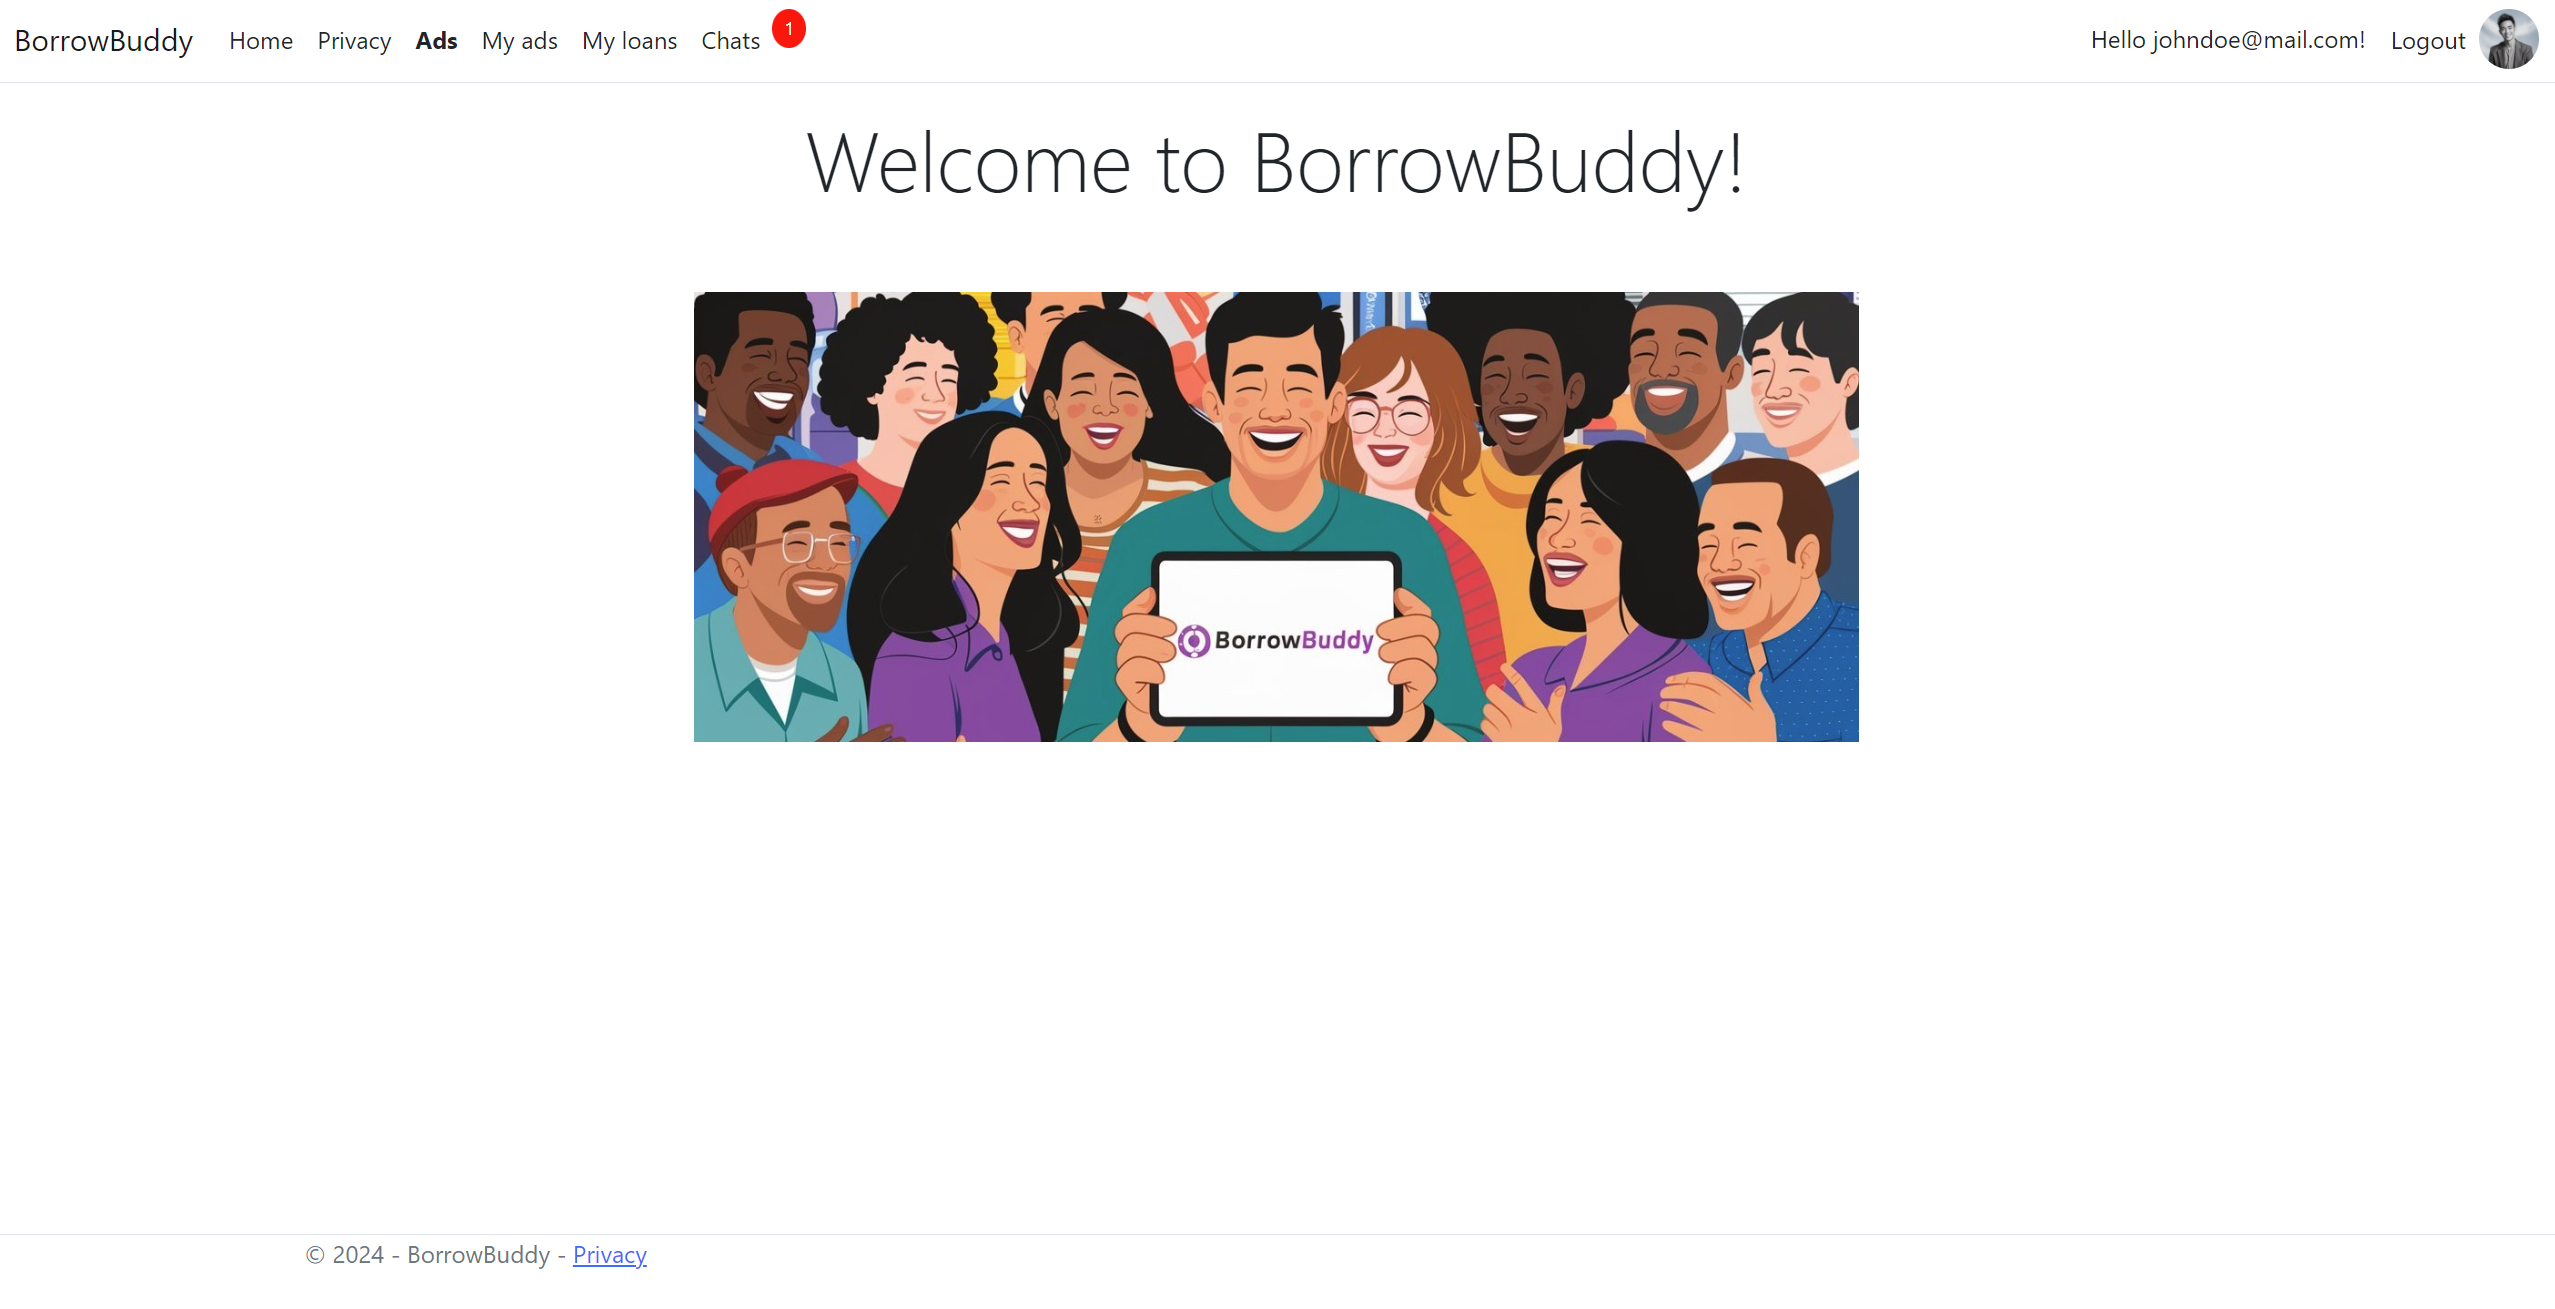 BorrowBuddy Home Privacy Ads My ads My loans Chats 1 Hello johndoe@mail.com! Logout
Welcome to BorrowBuddy!
BorrowBuddy
© 2024 - BorrowBuddy - Privacy